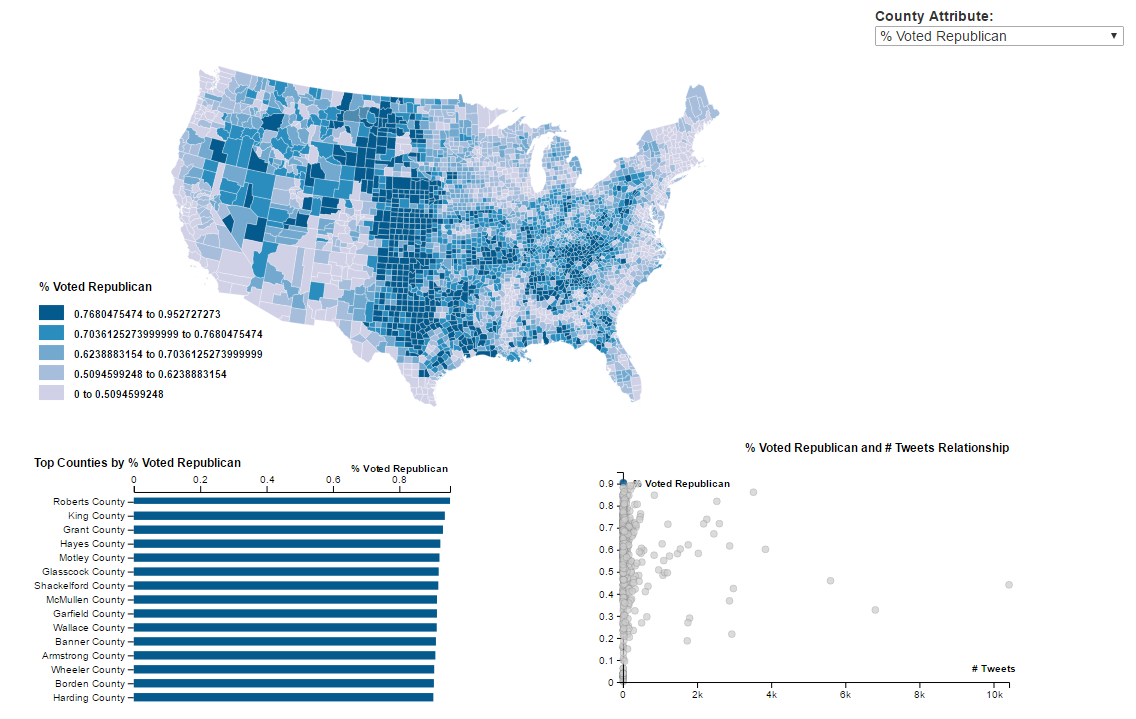 County Attribute:
% Voted Republican
% Voted Republican
0.7680475474 to 0.952727273
0.7036125273999999 to 0.7680475474
0.6238883154 to 0.7036125273999999
0.5094599248 to 0.6238883154
0 to 0.5094599248
Top Counties by % Voted Republican
% Voted Republican
0 0.2 0.4 0.6 0.8
Roberts County
King County
Grant County
Hayes County
Motley County
Glasscock County
Shackelford County
McMullen County
Garfield County
Wallace County
Banner County
Armstrong County
Wheeler County
Borden County
Harding County
% Voted Republican and # Tweets Relationship
% Voted Republican
0.9
0.8
0.7
0.6
0.5
0.4
0.3
0.2
0.1
0
# Tweets
0 2k 4k 6k 8k 10k